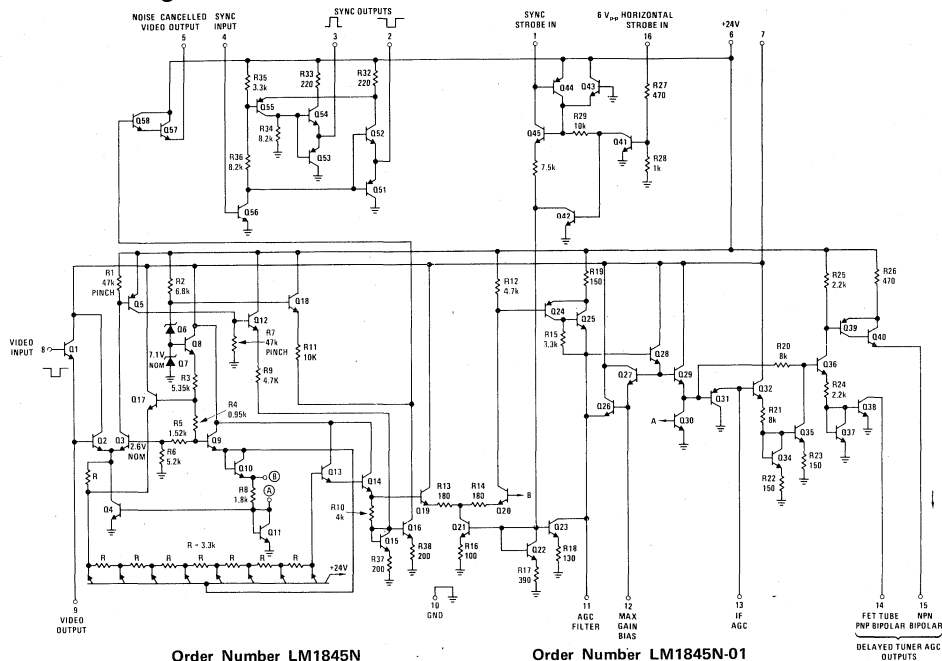 NOISE CANCELLED
VIDEO OUTPUT
5
SYNC
INPUT
4
SYNC OUTPUTS
3
2
SYNC
STROBE IN
1
6 Vp-p HORIZONTAL
STROBE IN
16
+24V
6
7
R35
3.3k
R33
220
R32
220
Q55
Q54
R34
8.2k
Q53
Q52
Q51
R36
8.2k
Q56
Q58
Q57
Q44
Q43
R27
470
R29
10k
Q45
Q41
R28
1k
7.5k
Q42
R1
47k
PINCH
Q5
R2
6.8k
Q18
Q12
R7
47k
PINCH
R11
10K
R9
4.7K
Q6
7.1V
NOM
Q7
Q8
R3
5.35k
VIDEO
INPUT
8
Q1
Q17
R4
0.95k
R5
1.52k
Q2
Q3
2.6V
NOM
R6
5.2k
Q9
Q10
B
R8
1.8k
A
Q11
Q13
Q14
R
Q4
R10
4k
Q15
Q16
R37
200
R38
200
R - 3.3k
R
R
R
R
R
R
R
+24V
9
VIDEO
OUTPUT
R12
4.7k
R19
150
Q24
Q25
R15
3.3k
Q28
Q27
Q29
Q26
A
Q30
Q31
Q32
R13
180
R14
180
Q19
Q20
B
Q21
R16
100
Q22
R17
390
Q23
R18
130
10
GND
11
AGC
FILTER
12
MAX
GAIN
BIAS
13
IF
AGC
R25
2.2k
R26
470
Q39
Q40
R20
8k
Q36
R24
2.2k
R21
8k
Q35
Q34
R22
150
R23
150
Q38
Q37
14
FET TUBE
PNP BIPOLAR
15
NPN
BIPOLAR
DELAYED TUNER AGC
OUTPUTS
Order Number LM1845N
Order Number LM1845N-01